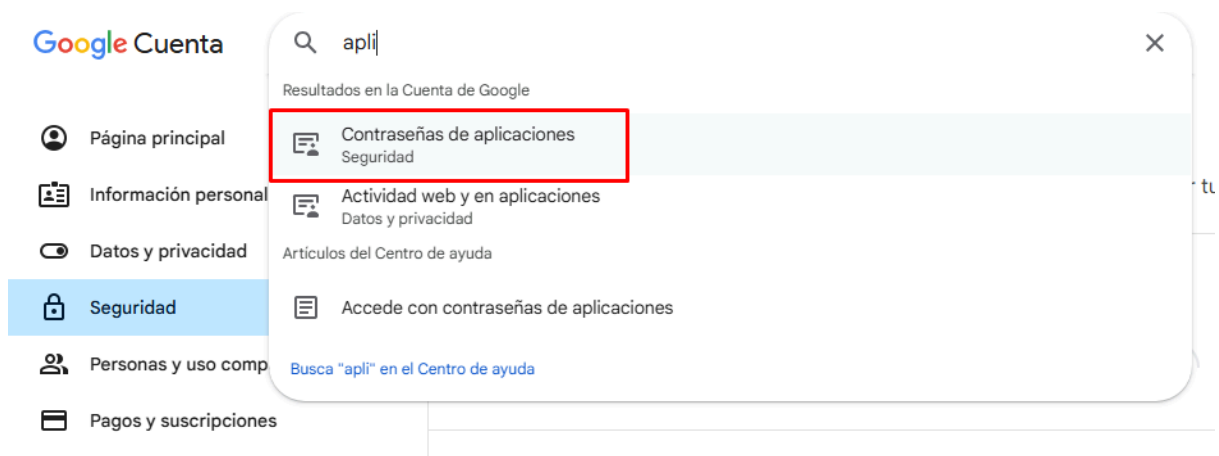 Google Cuenta
apli
Resultados en la Cuenta de Google
Contraseñas de aplicaciones
Seguridad
Actividad web y en aplicaciones
Datos y privacidad
Artículos del Centro de ayuda
Accede con contraseñas de aplicaciones
Busca "apli" en el Centro de ayuda
Página principal
Información personal
Datos y privacidad
Seguridad
Personas y uso comp
Pagos y suscripciones
r tu